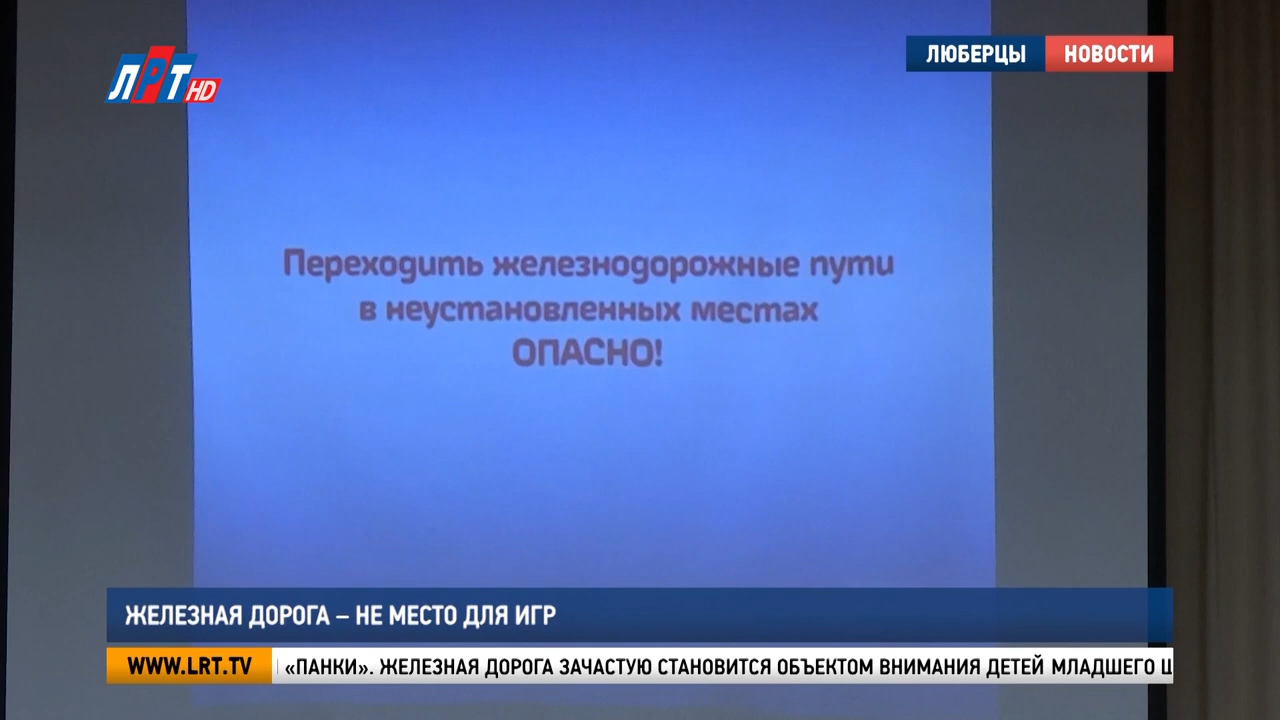 ЛРТ HD
ЛЮБЕРЦЫ НОВОСТИ
Переходить железнодорожные пути
в неустановленных местах
ОПАСНО!
ЖЕЛЕЗНАЯ ДОРОГА – НЕ МЕСТО ДЛЯ ИГР
WWW.LRT.TV «ПАНКИ». ЖЕЛЕЗНАЯ ДОРОГА ЗАЧАСТУЮ СТАНОВИТСЯ ОБЪЕКТОМ ВНИМАНИЯ ДЕТЕЙ МЛАДШЕГО